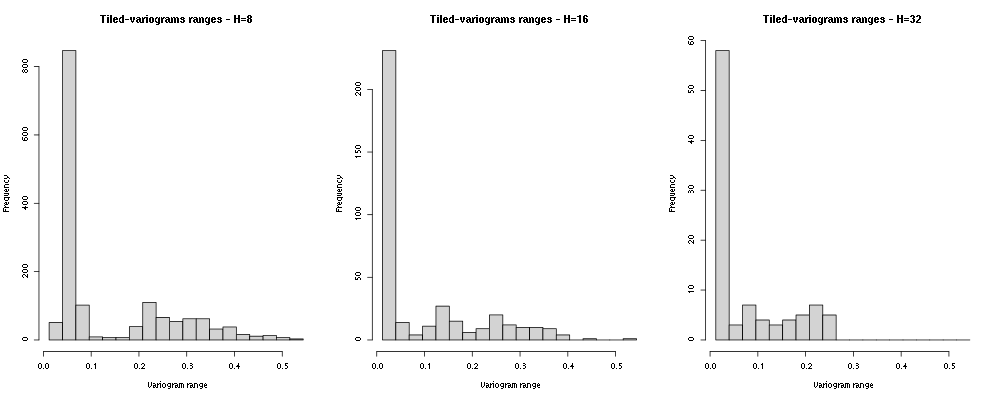 Tiled-variograms ranges - H=8
Tiled-variograms ranges - H=16
Tiled-variograms ranges - H=32
Frequency
800
600
400
200
0
0.0 0.1 0.2 0.3 0.4 0.5
Variogram range
Frequency
200
150
100
50
0
0.0 0.1 0.2 0.3 0.4 0.5
Variogram range
Frequency
60
50
40
30
20
10
0
0.0 0.1 0.2 0.3 0.4 0.5
Variogram range